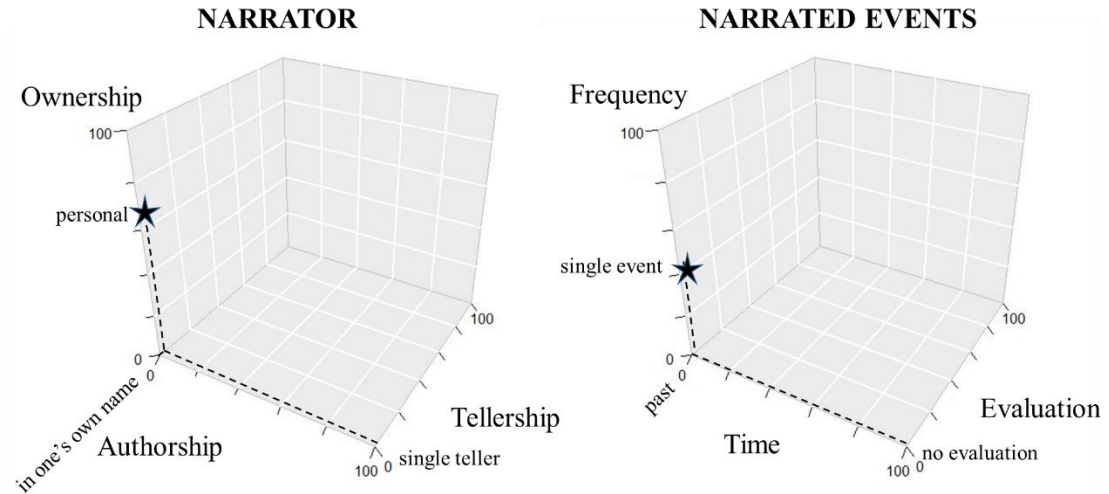 NARRATOR
Ownership
100
personal
0
0
in one's own name
Authorship
100
0
single teller
Tellership
100
NARRATED EVENTS
Frequency
100
single event
0
0
past
Time
100
0
no evaluation
Evaluation
100